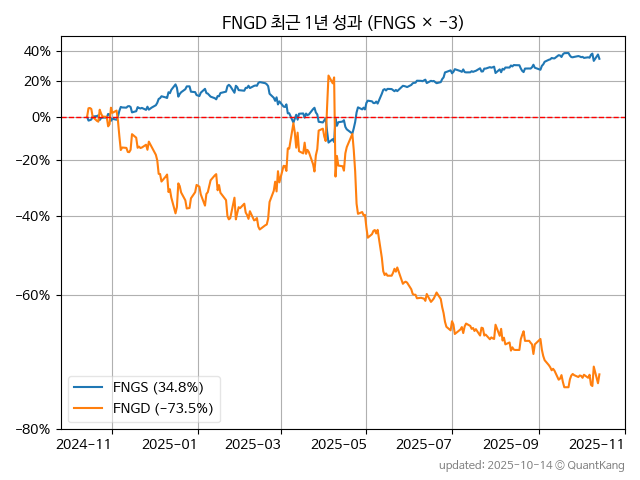 FNGD 최근 1년 성과 (FNGS × −3)
40%
20%
0%
−20%
−40%
−60%
−80%
FNGS (34.8%)
FNGD (−73.5%)
2024-11 2025-01 2025-03 2025-05 2025-07 2025-09 2025-11
updated: 2025-10-14 © QuantKang